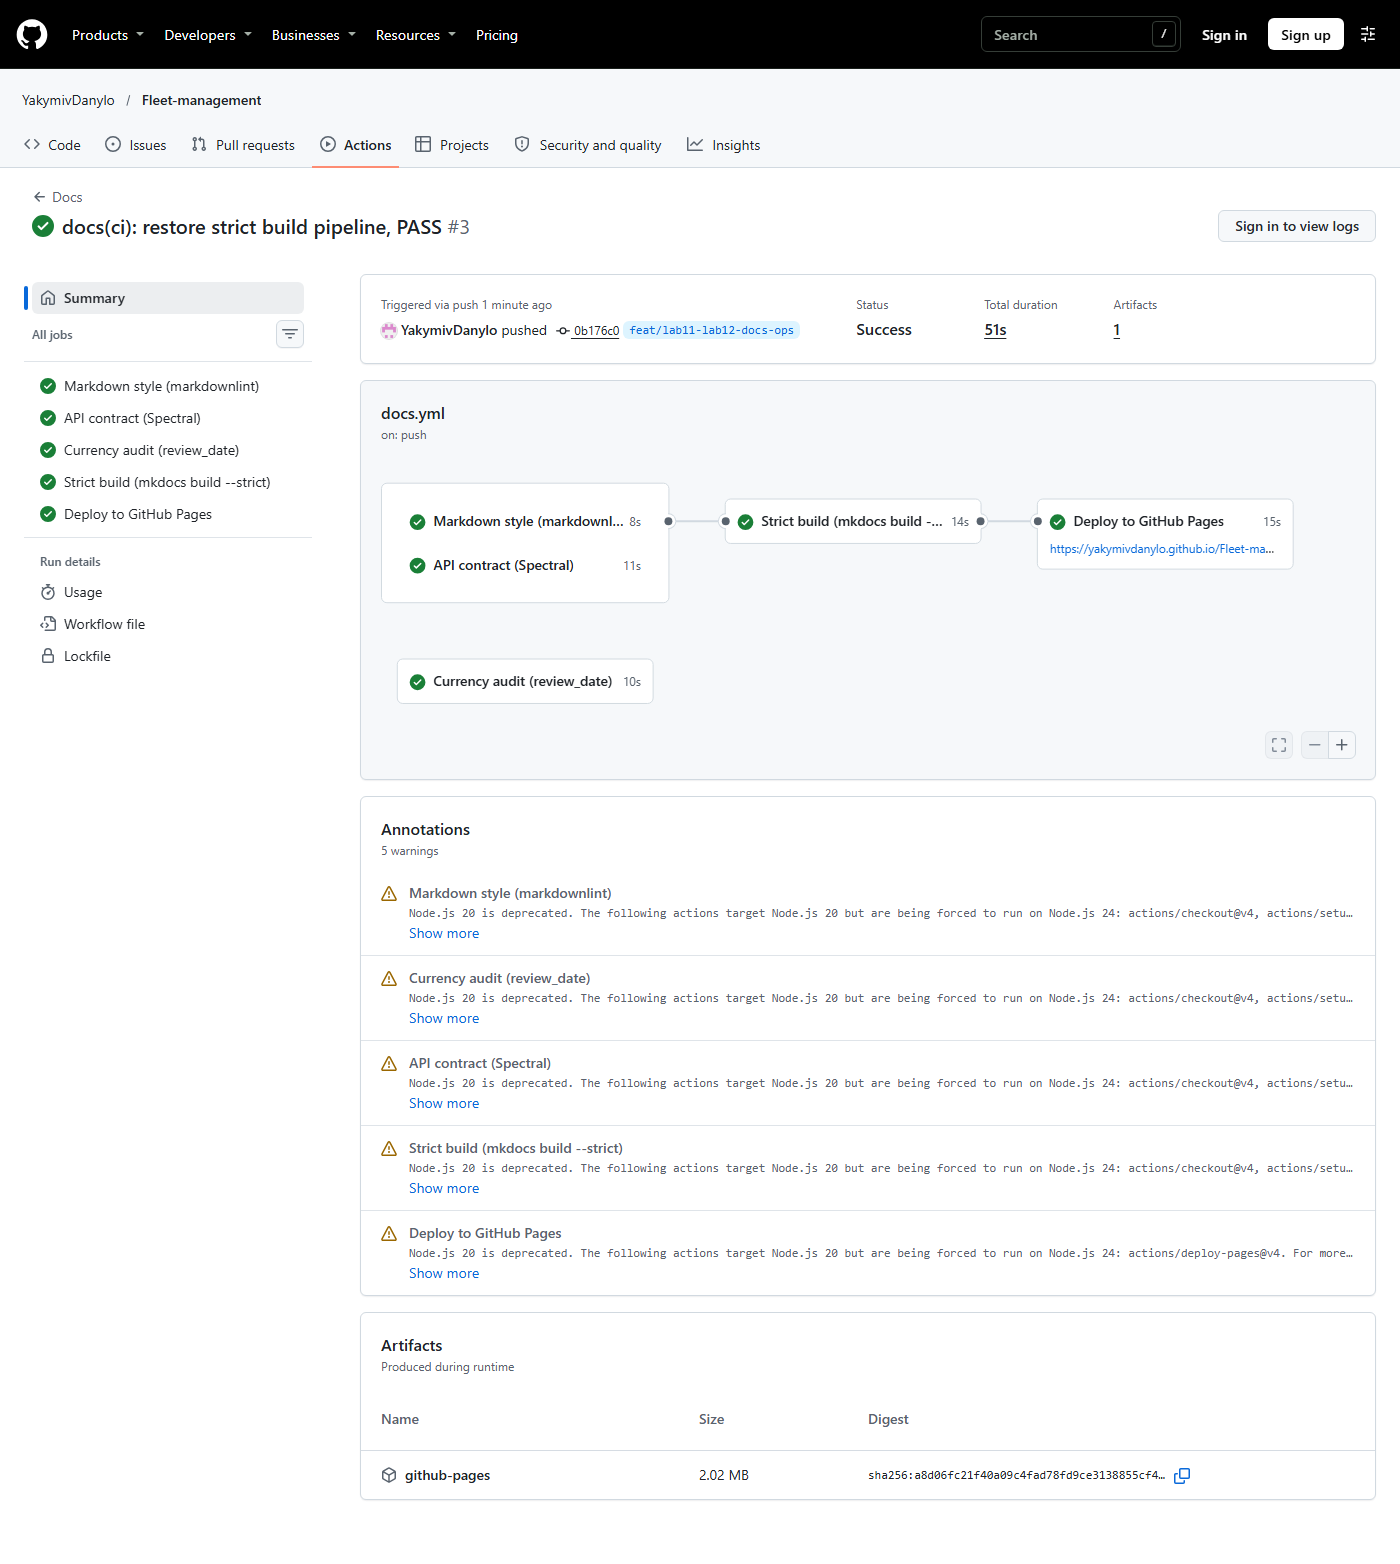 Products
Developers
Businesses
Resources
Pricing
Search
/
Sign in
Sign up
YakymivDanylo / Fleet-management
Code
Issues
Pull requests
Actions
Projects
Security and quality
Insights
Docs
docs(ci): restore strict build pipeline, PASS #3
Sign in to view logs
Summary
All jobs
Markdown style (markdownlint)
API contract (Spectral)
Currency audit (review_date)
Strict build (mkdocs build --strict)
Deploy to GitHub Pages
Run details
Usage
Workflow file
Lockfile
Triggered via push 1 minute ago
YakymivDanylo pushed 0b176c0 feat/lab11-lab12-docs-ops
Status
Success
Total duration
51s
Artifacts
1
docs.yml
on: push
Markdown style (markdownl... 8s
API contract (Spectral) 11s
Strict build (mkdocs build -... 14s
Deploy to GitHub Pages 15s
https://yakymivdanylo.github.io/Fleet-ma...
Currency audit (review_date) 10s
Annotations
5 warnings
Markdown style (markdownlint)
Node.js 20 is deprecated. The following actions target Node.js 20 but are being forced to run on Node.js 24: actions/checkout@v4, actions/setu…
Show more
Currency audit (review_date)
Node.js 20 is deprecated. The following actions target Node.js 20 but are being forced to run on Node.js 24: actions/checkout@v4, actions/setu…
Show more
API contract (Spectral)
Node.js 20 is deprecated. The following actions target Node.js 20 but are being forced to run on Node.js 24: actions/checkout@v4, actions/setu…
Show more
Strict build (mkdocs build --strict)
Node.js 20 is deprecated. The following actions target Node.js 20 but are being forced to run on Node.js 24: actions/checkout@v4, actions/setu…
Show more
Deploy to GitHub Pages
Node.js 20 is deprecated. The following actions target Node.js 20 but are being forced to run on Node.js 24: actions/deploy-pages@v4. For more…
Show more
Artifacts
Produced during runtime
Name Size Digest
github-pages 2.02 MB sha256:a8d06fc21f40a09c4fad78fd9ce3138855cf4…